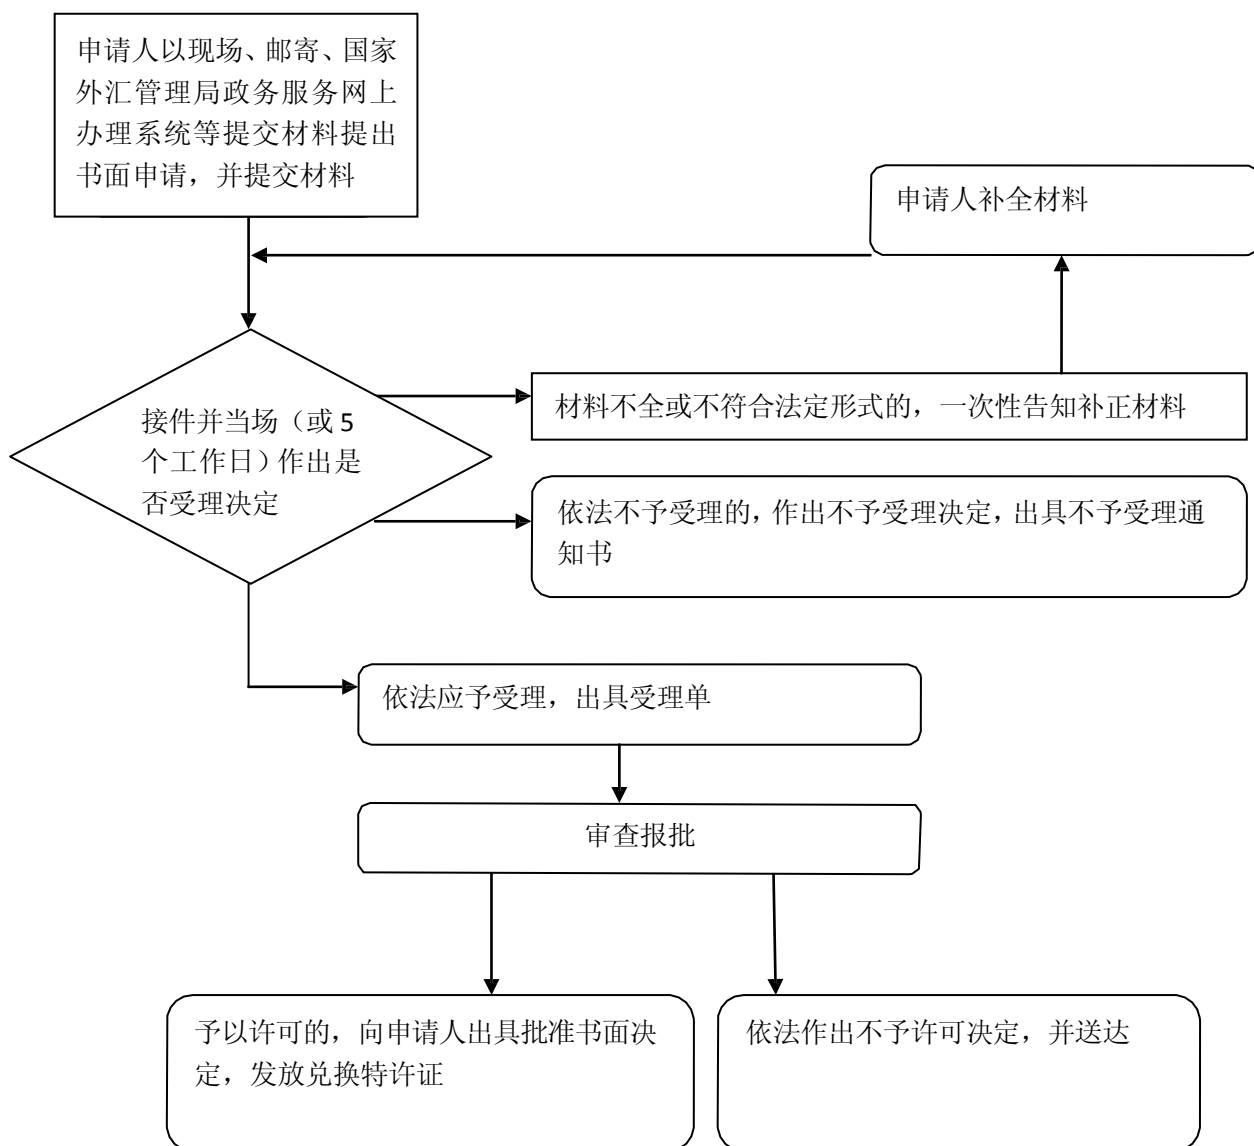 申请人以现场、邮寄、国家
外汇管理局政务服务网上
办理系统等提交材料提出
书面申请，并提交材料
申请人补全材料
材料不全或不符合法定形式的，一次性告知补正材料
接件并当场（或 5
个工作日）作出是
否受理决定
依法不予受理的，作出不予受理决定，出具不予受理通
知书
依法应予受理，出具受理单
审查报批
予以许可的，向申请人出具批准书面决
定，发放兑换特许证
依法作出不予许可决定，并送达